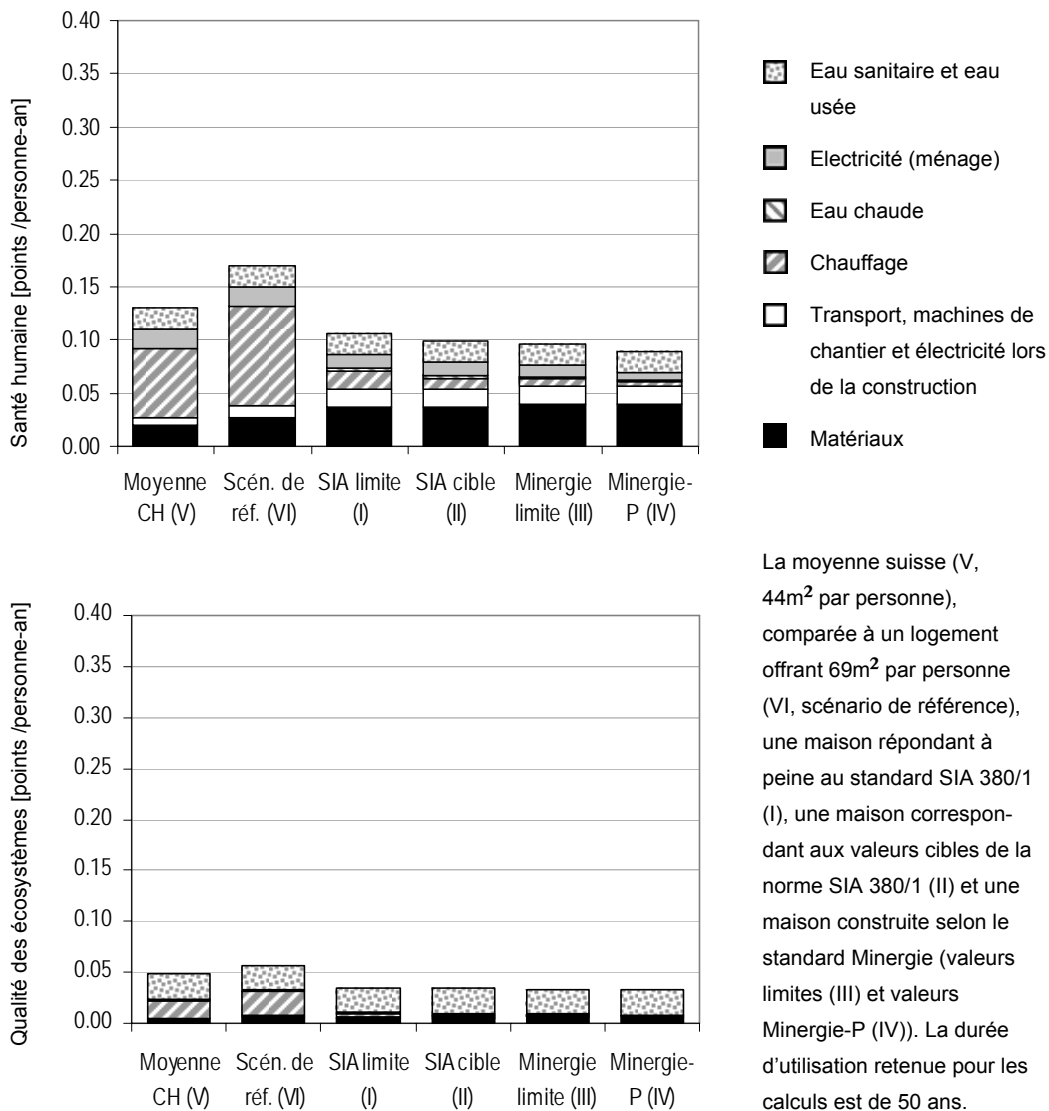 Santé humaine [points /personne-an]
0.40
0.35
0.30
0.25
0.20
0.15
0.10
0.05
0.00
Moyenne
CH (V)
Scén. de
réf. (VI)
SIA limite
(I)
SIA cible
(II)
Minergie
limite (III)
Minergie-
P (IV)
Eau sanitaire et eau
usée
Electricité (ménage)
Eau chaude
Chauffage
Transport, machines de
chantier et électricité lors
de la construction
Matériaux
Qualité des écosystèmes [points /personne-an]
0.40
0.35
0.30
0.25
0.20
0.15
0.10
0.05
0.00
Moyenne
CH (V)
Scén. de
réf. (VI)
SIA limite
(I)
SIA cible
(II)
Minergie
limite (III)
Minergie-
P (IV)
La moyenne suisse (V,
44m² par personne),
comparée à un logement
offrant 69m² par personne
(VI, scénario de référence),
une maison répondant à
peine au standard SIA 380/1
(I), une maison correspon-
dant aux valeurs cibles de la
norme SIA 380/1 (II) et une
maison construite selon le
standard Minergie (valeurs
limites (III) et valeurs
Minergie-P (IV)). La durée
d'utilisation retenue pour les
calculs est de 50 ans.